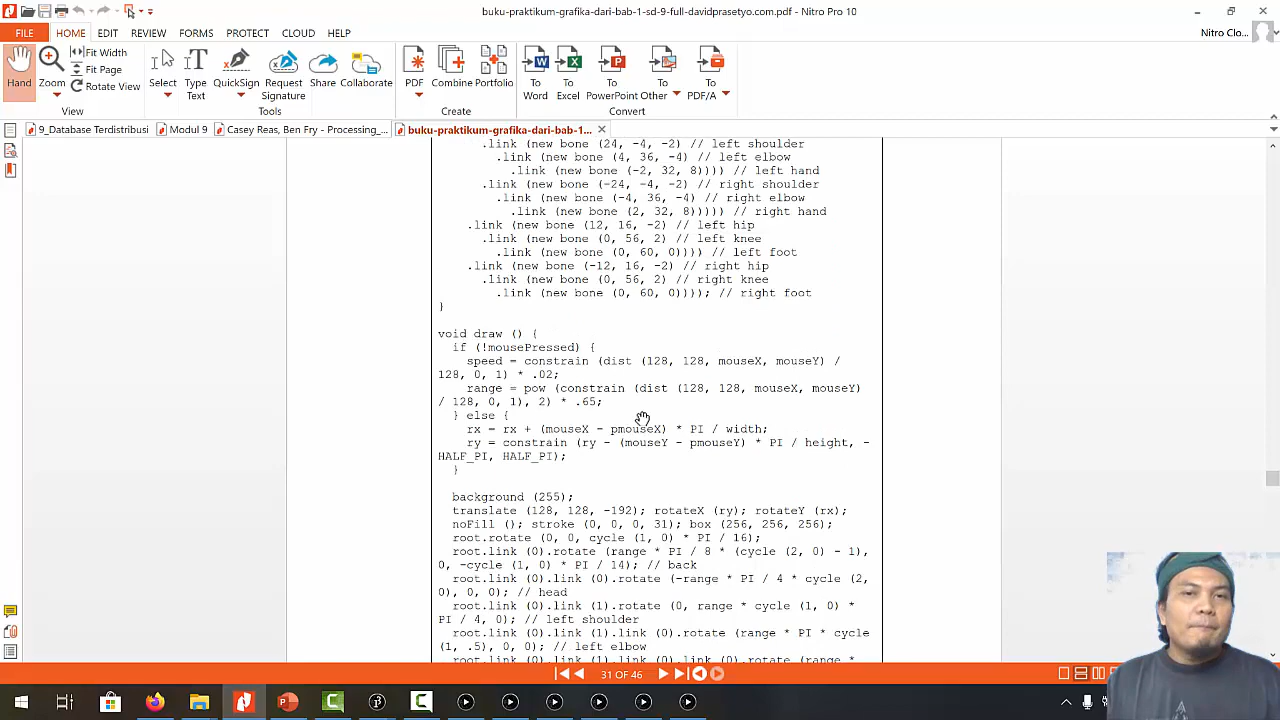 buku-praktikum-grafika-dari-bab-1-sd-9-full-davidprasetyo.com.pdf - Nitro Pro 10
FILE HOME EDIT REVIEW FORMS PROTECT CLOUD HELP
Nitro Clo...
Hand
Zoom
Fit Width
Fit Page
Rotate View
View
Select
Type Text
QuickSign
Request Signature
Share
Collaborate
Tools
PDF
Combine
Portfolio
Create
To Word
To Excel
To PowerPoint
To Other
To PDF/A
Convert
9_Database Terdistribusi
Modul 9
Casey Reas, Ben Fry - Processing_...
buku-praktikum-grafika-dari-bab-1...
.link (new bone (24, -4, -2) // left shoulder
.link (new bone (4, 36, -4) // left elbow
.link (new bone (-2, 32, 8)))) // left hand
.link (new bone (-24, -4, -2) // right shoulder
.link (new bone (-4, 36, -4) // right elbow
.link (new bone (2, 32, 8))))) // right hand
.link (new bone (12, 16, -2) // left hip
.link (new bone (0, 56, 2) // left knee
.link (new bone (0, 60, 0)))) // left foot
.link (new bone (-12, 16, -2) // right hip
.link (new bone (0, 56, 2) // right knee
.link (new bone (0, 60, 0)))); // right foot
}
void draw () {
if (!mousePressed) {
speed = constrain (dist (128, 128, mouseX, mouseY) /
128, 0, 1) * .02;
range = pow (constrain (dist (128, 128, mouseX, mouseY)
/ 128, 0, 1), 2) * .65;
} else {
rx = rx + (mouseX - pmouseX) * PI / width;
ry = constrain (ry - (mouseY - pmouseY) * PI / height, -
HALF_PI, HALF_PI);
}
background (255);
translate (128, 128, -192); rotateX (ry); rotateY (rx);
noFill (); stroke (0, 0, 0, 31); box (256, 256, 256);
root.rotate (0, 0, cycle (1, 0) * PI / 16);
root.link (0).rotate (range * PI / 8 * (cycle (2, 0) - 1),
0, -cycle (1, 0) * PI / 14); // back
root.link (0).link (0).rotate (-range * PI / 4 * cycle (2,
0), 0, 0); // head
root.link (0).link (1).rotate (0, range * cycle (1, 0) *
PI / 4, 0); // left shoulder
root.link (0).link (1).link (0).rotate (range * PI * cycle
(1, .5), 0, 0); // left elbow
root.link (0).link (1).link (0).link (0).rotate (range *
31 OF 46